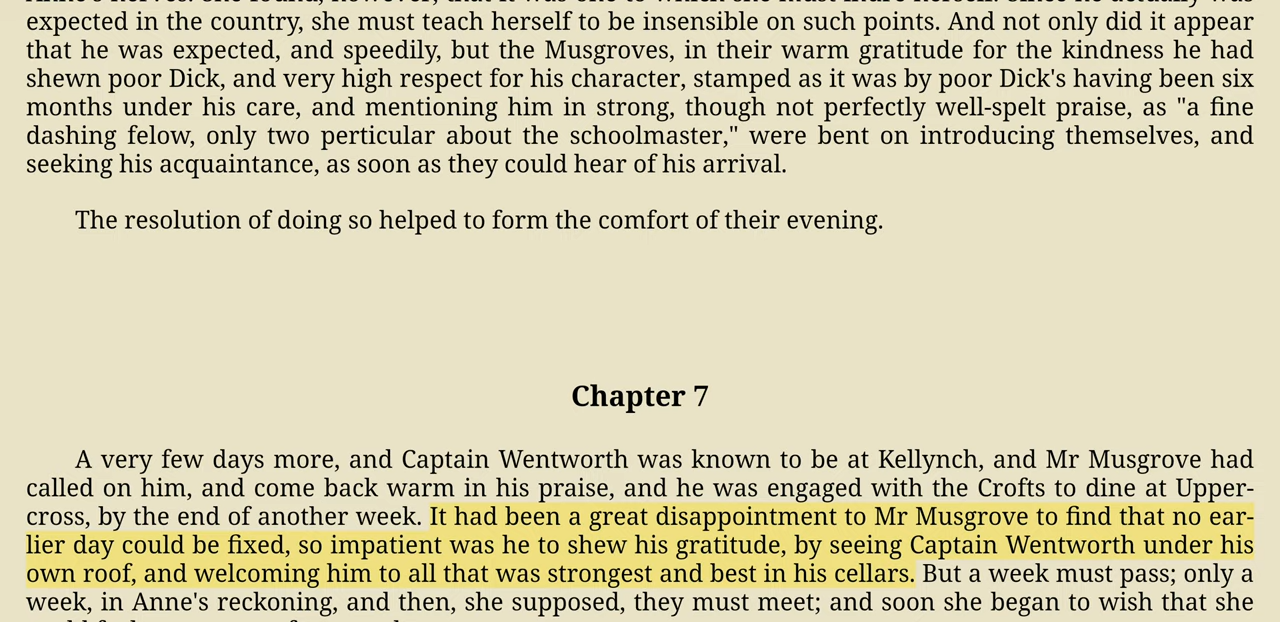 expected in the country, she must teach herself to be insensible on such points. And not only did it appear
that he was expected, and speedily, but the Musgroves, in their warm gratitude for the kindness he had
shewn poor Dick, and very high respect for his character, stamped as it was by poor Dick's having been six
months under his care, and mentioning him in strong, though not perfectly well-spelt praise, as "a fine
dashing felow, only two perticular about the schoolmaster," were bent on introducing themselves, and
seeking his acquaintance, as soon as they could hear of his arrival.
The resolution of doing so helped to form the comfort of their evening.
Chapter 7
A very few days more, and Captain Wentworth was known to be at Kellynch, and Mr Musgrove had
called on him, and come back warm in his praise, and he was engaged with the Crofts to dine at Upper-
cross, by the end of another week. It had been a great disappointment to Mr Musgrove to find that no ear-
lier day could be fixed, so impatient was he to shew his gratitude, by seeing Captain Wentworth under his
own roof, and welcoming him to all that was strongest and best in his cellars. But a week must pass; only a
week, in Anne's reckoning, and then, she supposed, they must meet; and soon she began to wish that she